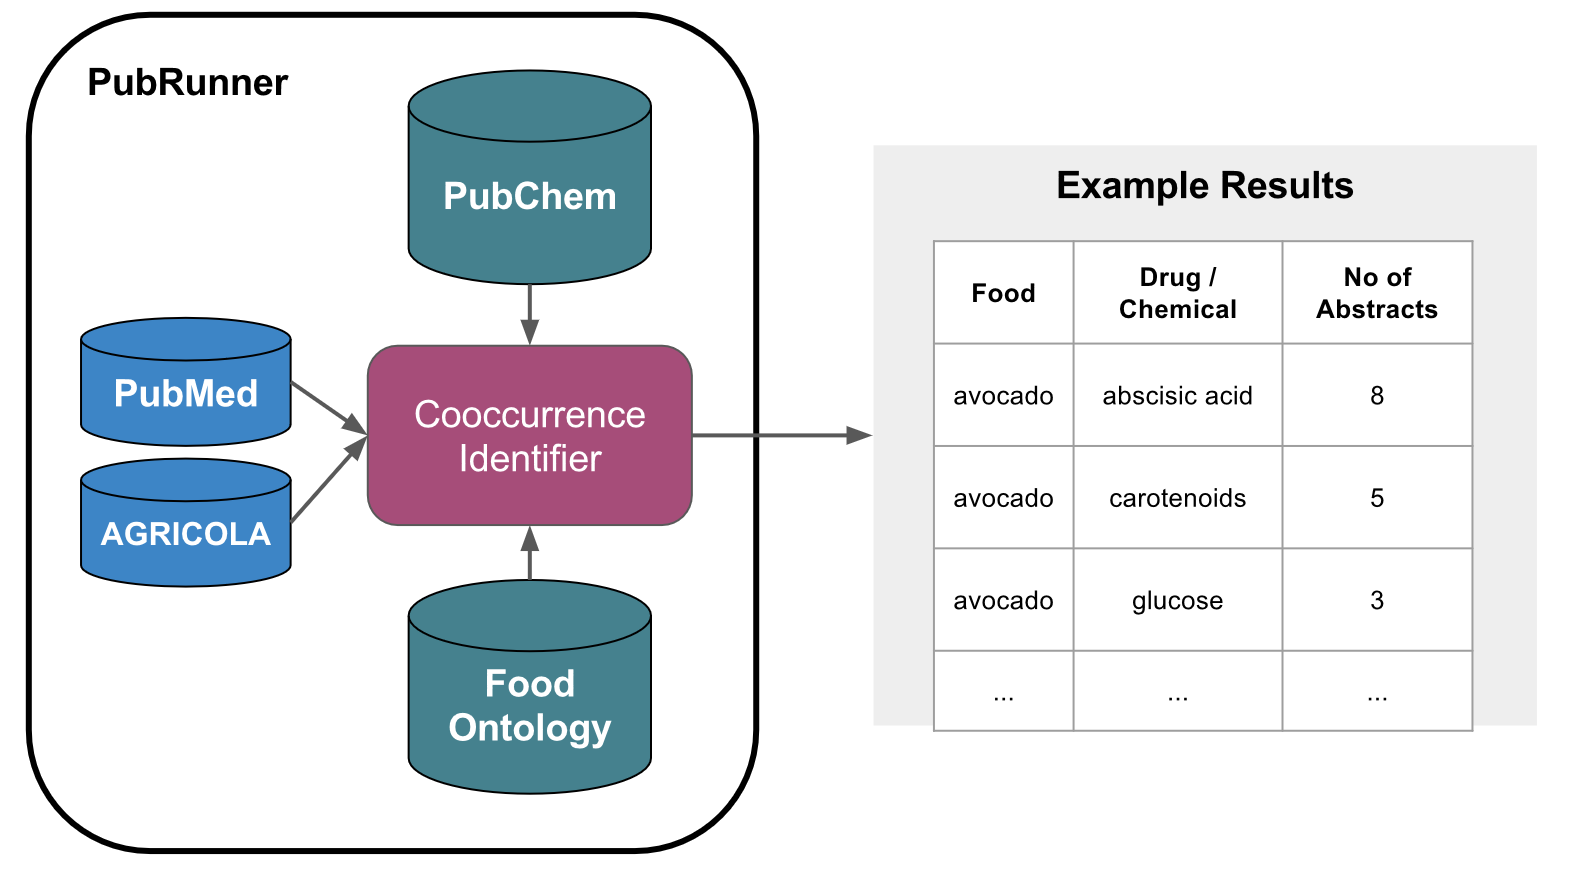 PubRunner
PubChem
PubMed
AGRICOLA
Cooccurrence
Identifier
Food
Ontology
Example Results
Food
Drug /
Chemical
No of
Abstracts
avocado
abscisic acid
8
avocado
carotenoids
5
avocado
glucose
3
...
...
...